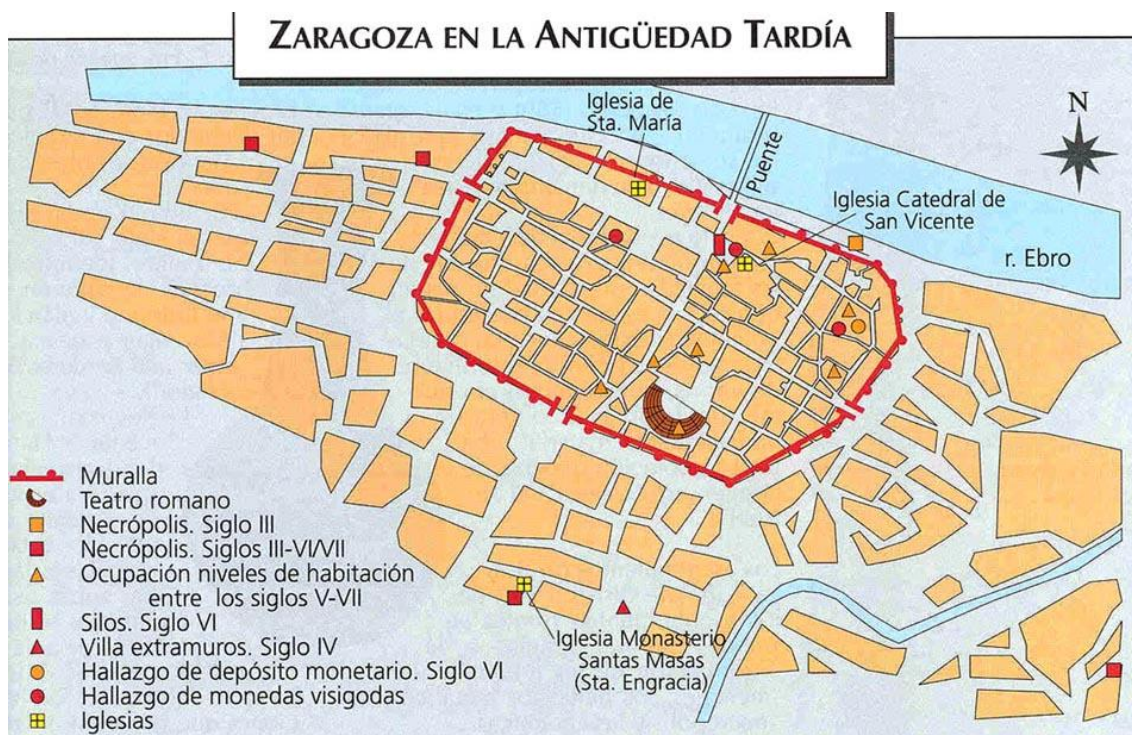 ZARAGOZA EN LA ANTIGÜEDAD TARDÍA
Iglesia de
Sta. María
Puente
N
Iglesia Catedral de
San Vicente
r. Ebro
Muralla
Teatro romano
Necrópolis. Siglo III
Necrópolis. Siglos III-VI/VII
Ocupación niveles de habitación
entre los siglos V-VII
Silos. Siglo VI
Villa extramuros. Siglo IV
Hallazgo de depósito monetario. Siglo VI
Hallazgo de monedas visigodas
Iglesias
Iglesia Monasterio
Santas Masas
(Sta. Engracia)